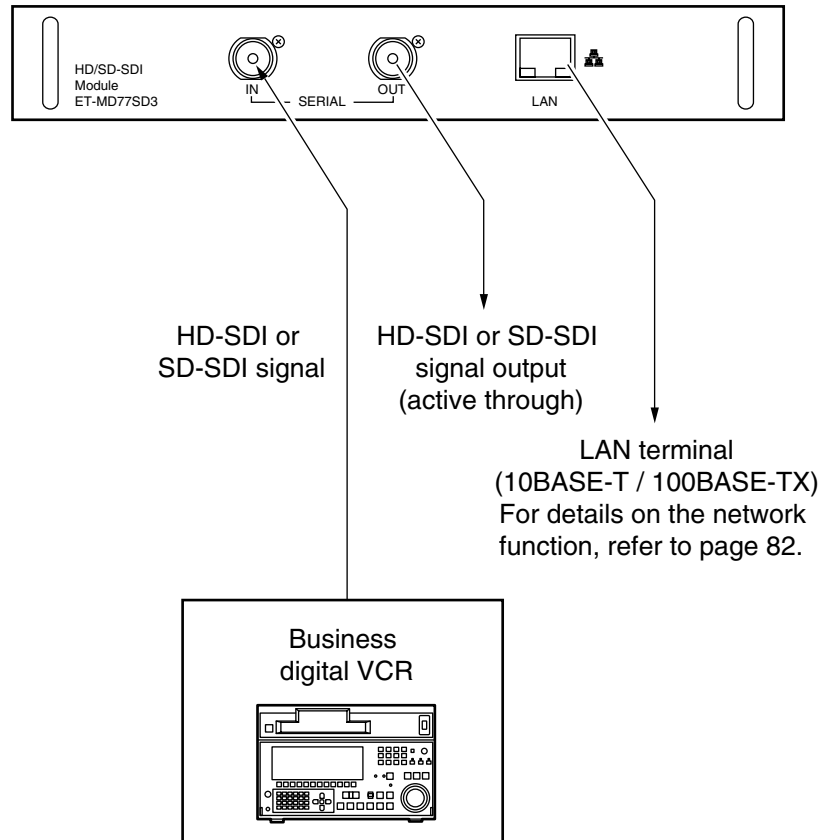 HD/SD-SDI
Module
ET-MD77SD3
IN
SERIAL
OUT
LAN
HD-SDI or
SD-SDI signal
HD-SDI or SD-SDI
signal output
(active through)
LAN terminal
(10BASE-T / 100BASE-TX)
For details on the network
function, refer to page 82.
Business
digital VCR